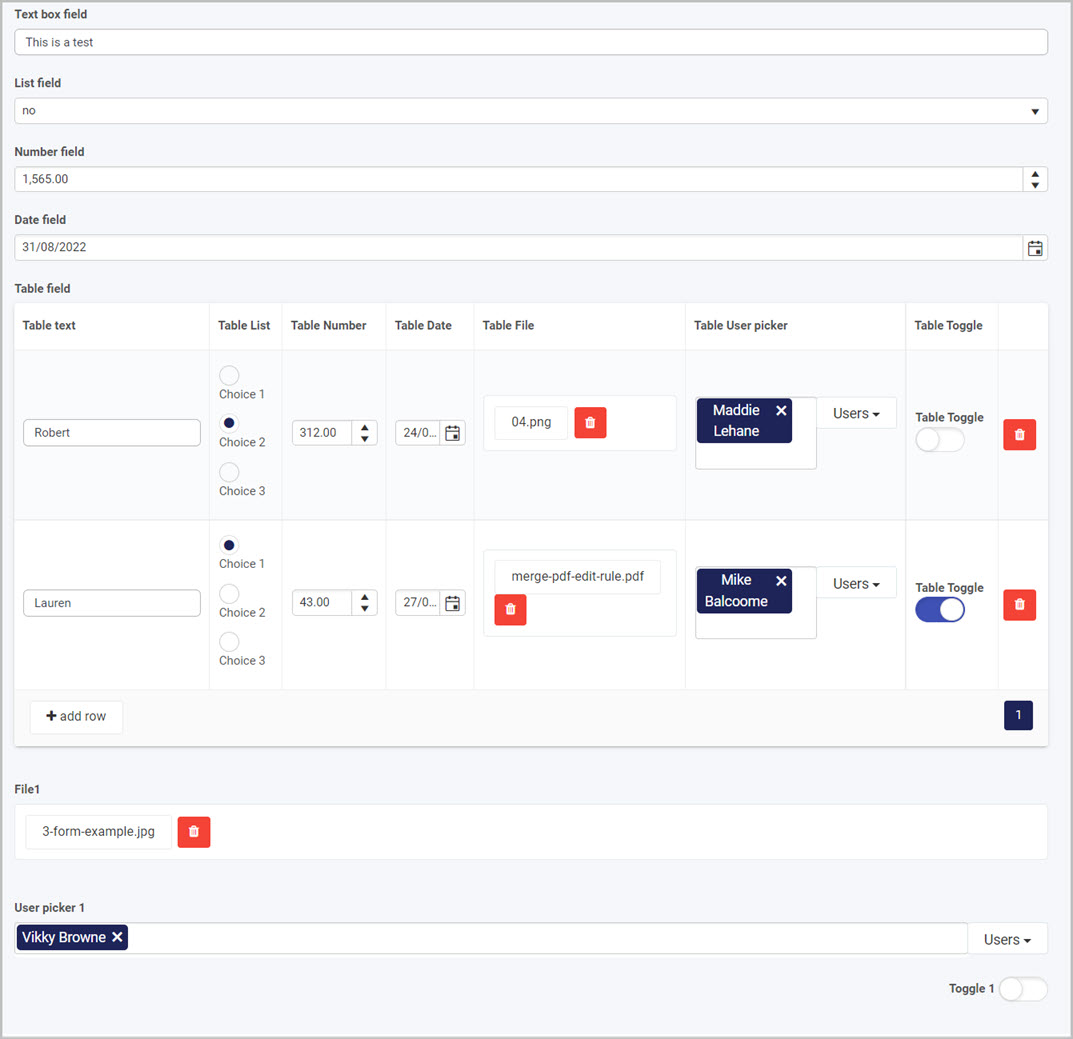 Text box field
This is a test
List field
no
Number field
1,565.00
Date field
31/08/2022
Table field
Table text Table List Table Number Table Date Table File Table User picker Table Toggle
Robert
Choice 1
Choice 2
Choice 3
312.00
24/0...
04.png
Maddie
Lehane
Users
Table Toggle
Lauren
Choice 1
Choice 2
Choice 3
43.00
27/0...
merge-pdf-edit-rule.pdf
Mike
Balcoome
Users
Table Toggle
add row
1
File1
3-form-example.jpg
User picker 1
Vikky Browne
Users
Toggle 1